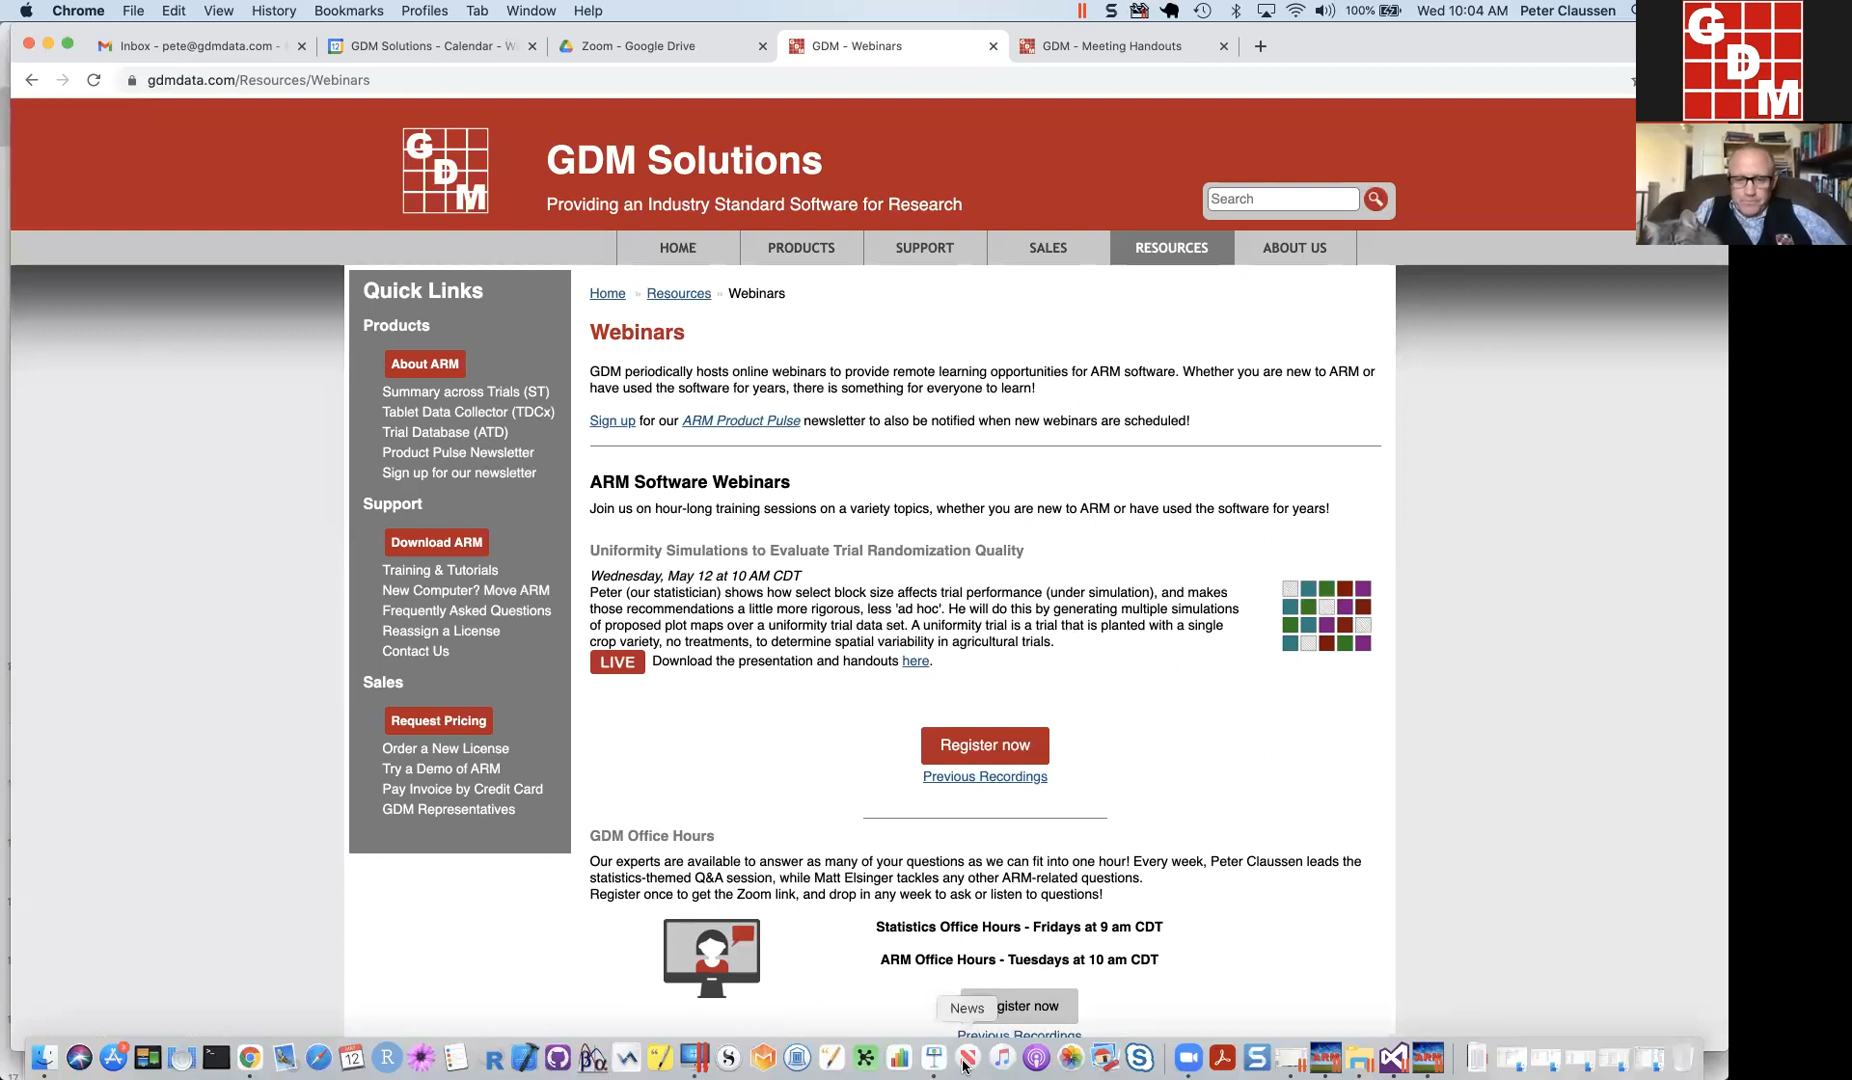 Chrome File Edit View History Bookmarks Profiles Tab Window Help 100% Wed 10:04 AM Peter Claussen
Inbox - pete@gdmdata.com - GDM Solutions - Calendar - W Zoom - Google Drive GDM - Webinars GDM - Meeting Handouts
gdmdata.com/Resources/Webinars
G D M
G D M
GDM Solutions
Providing an Industry Standard Software for Research
Search
HOME PRODUCTS SUPPORT SALES RESOURCES ABOUT US
Quick Links
Products
About ARM
Summary across Trials (ST)
Tablet Data Collector (TDCx)
Trial Database (ATD)
Product Pulse Newsletter
Sign up for our newsletter
Support
Download ARM
Training & Tutorials
New Computer? Move ARM
Frequently Asked Questions
Reassign a License
Contact Us
Sales
Request Pricing
Order a New License
Try a Demo of ARM
Pay Invoice by Credit Card
GDM Representatives
Home » Resources » Webinars
Webinars
GDM periodically hosts online webinars to provide remote learning opportunities for ARM software. Whether you are new to ARM or
have used the software for years, there is something for everyone to learn!
Sign up for our ARM Product Pulse newsletter to also be notified when new webinars are scheduled!
ARM Software Webinars
Join us on hour-long training sessions on a variety topics, whether you are new to ARM or have used the software for years!
Uniformity Simulations to Evaluate Trial Randomization Quality
Wednesday, May 12 at 10 AM CDT
Peter (our statistician) shows how select block size affects trial performance (under simulation), and makes
those recommendations a little more rigorous, less 'ad hoc'. He will do this by generating multiple simulations
of proposed plot maps over a uniformity trial data set. A uniformity trial is a trial that is planted with a single
crop variety, no treatments, to determine spatial variability in agricultural trials.
LIVE Download the presentation and handouts here.
Register now
Previous Recordings
GDM Office Hours
Our experts are available to answer as many of your questions as we can fit into one hour! Every week, Peter Claussen leads the
statistics-themed Q&A session, while Matt Elsinger tackles any other ARM-related questions.
Register once to get the Zoom link, and drop in any week to ask or listen to questions!
Statistics Office Hours - Fridays at 9 am CDT
ARM Office Hours - Tuesdays at 10 am CDT
News
gister now
Previous Recordings